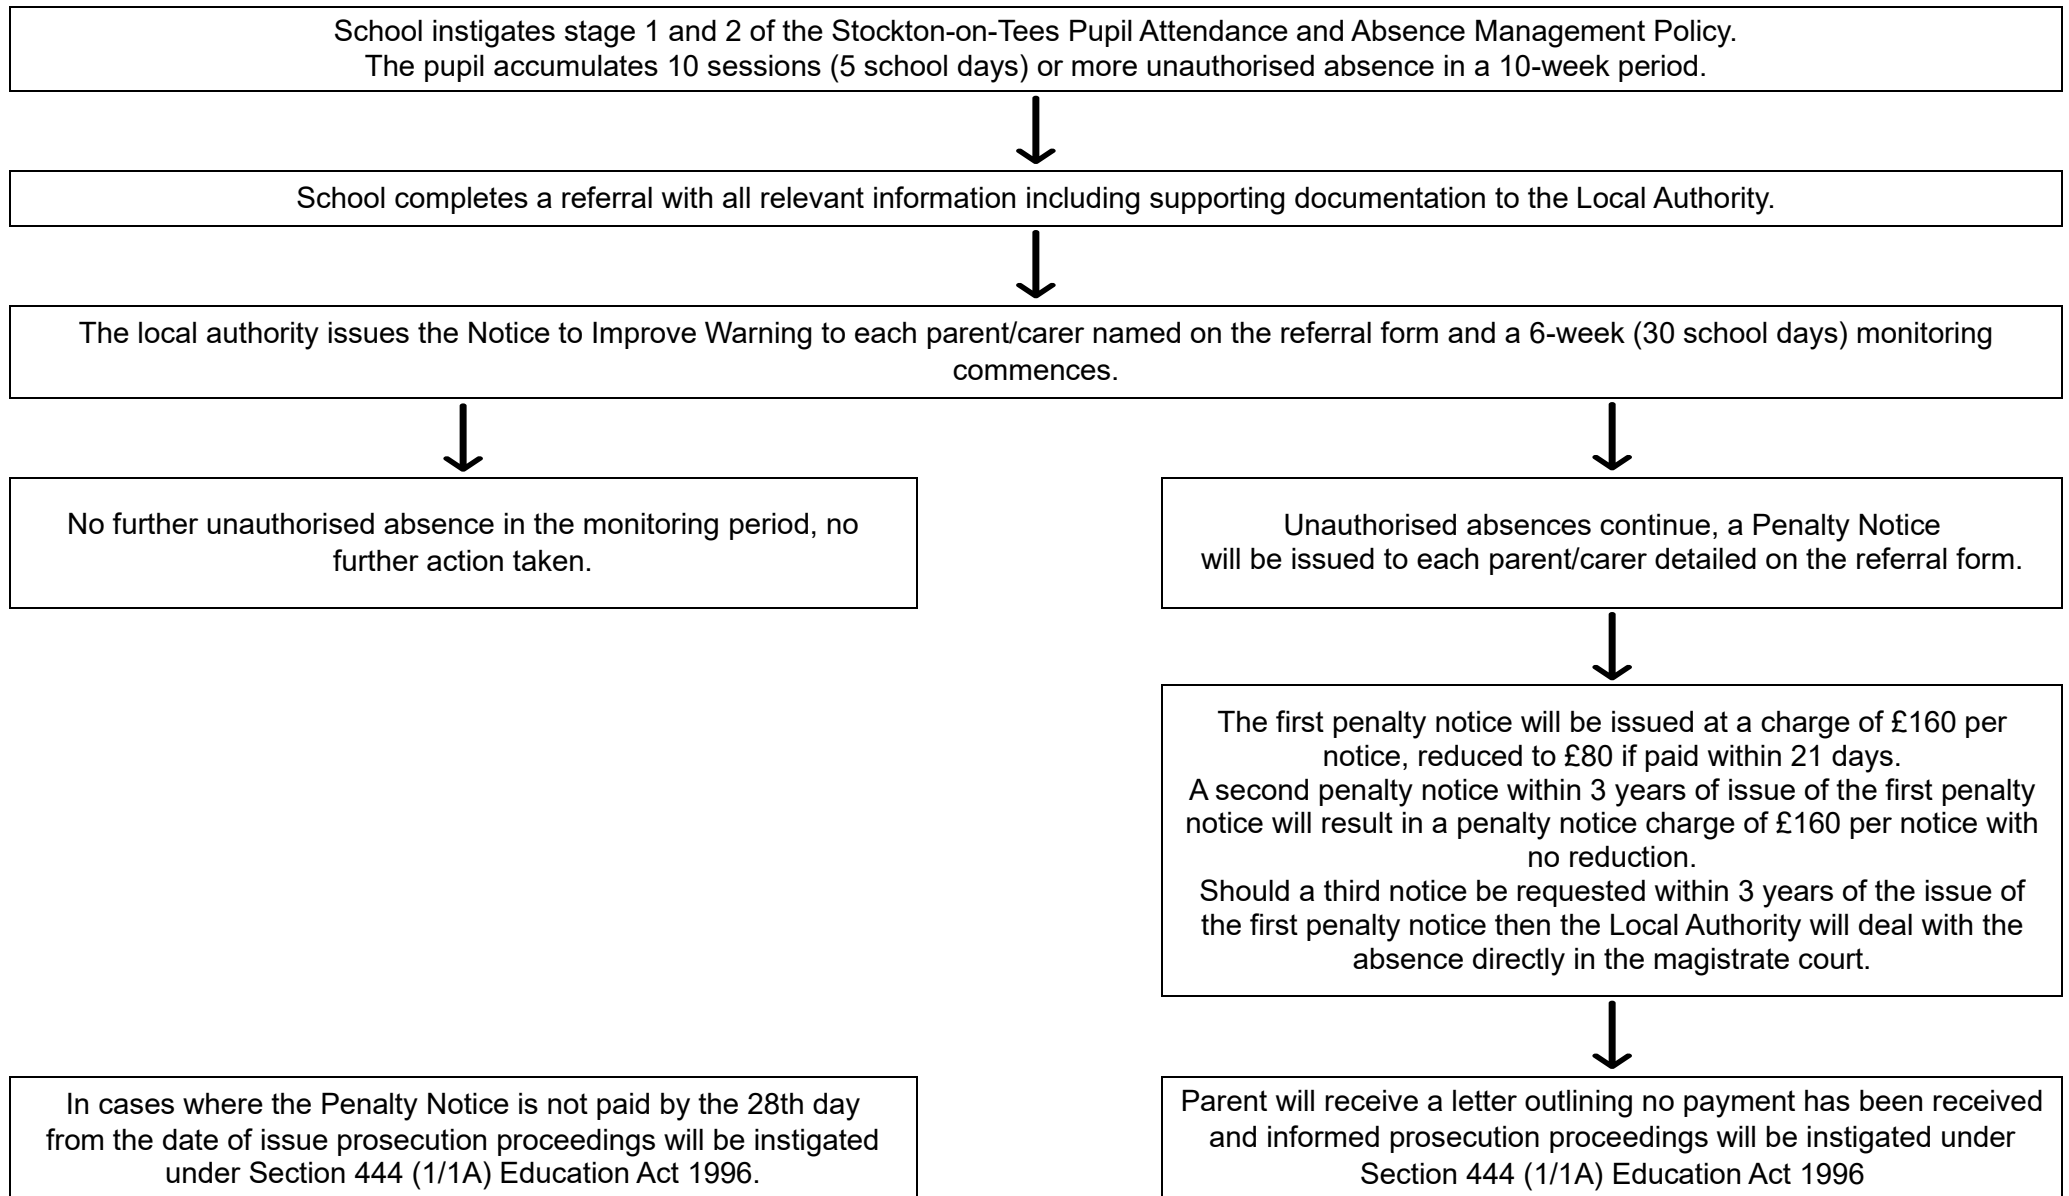 School instigates stage 1 and 2 of the Stockton-on-Tees Pupil Attendance and Absence Management Policy.
The pupil accumulates 10 sessions (5 school days) or more unauthorised absence in a 10-week period.
School completes a referral with all relevant information including supporting documentation to the Local Authority.
The local authority issues the Notice to Improve Warning to each parent/carer named on the referral form and a 6-week (30 school days) monitoring
commences.
No further unauthorised absence in the monitoring period, no
further action taken.
Unauthorised absences continue, a Penalty Notice
will be issued to each parent/carer detailed on the referral form.
The first penalty notice will be issued at a charge of £160 per
notice, reduced to £80 if paid within 21 days.
A second penalty notice within 3 years of issue of the first penalty
notice will result in a penalty notice charge of £160 per notice with
no reduction.
Should a third notice be requested within 3 years of the issue of
the first penalty notice then the Local Authority will deal with the
absence directly in the magistrate court.
In cases where the Penalty Notice is not paid by the 28th day
from the date of issue prosecution proceedings will be instigated
under Section 444 (1/1A) Education Act 1996.
Parent will receive a letter outlining no payment has been received
and informed prosecution proceedings will be instigated under
Section 444 (1/1A) Education Act 1996